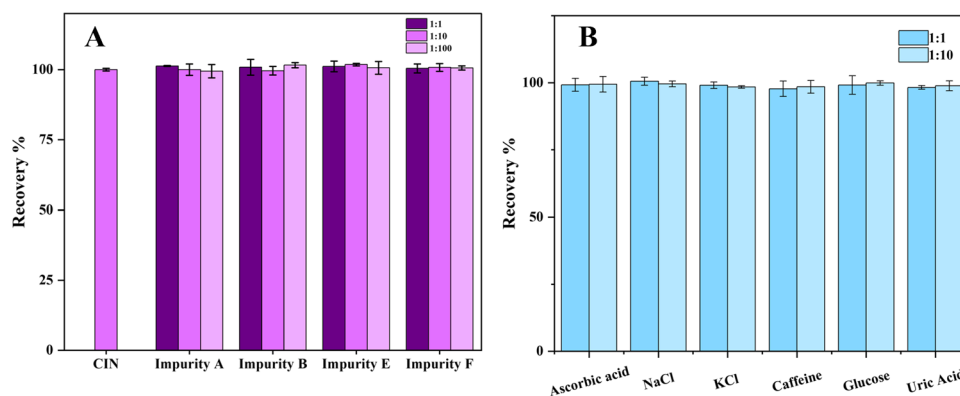 A
1:1
1:10
1:100
100
75
50
25
0
Recovery %
CIN
Impurity A
Impurity B
Impurity E
Impurity F
B
1:1
1:10
100
50
0
Recovery %
Ascorbic acid
NaCl
KCl
Caffeine
Glucose
Uric Acid